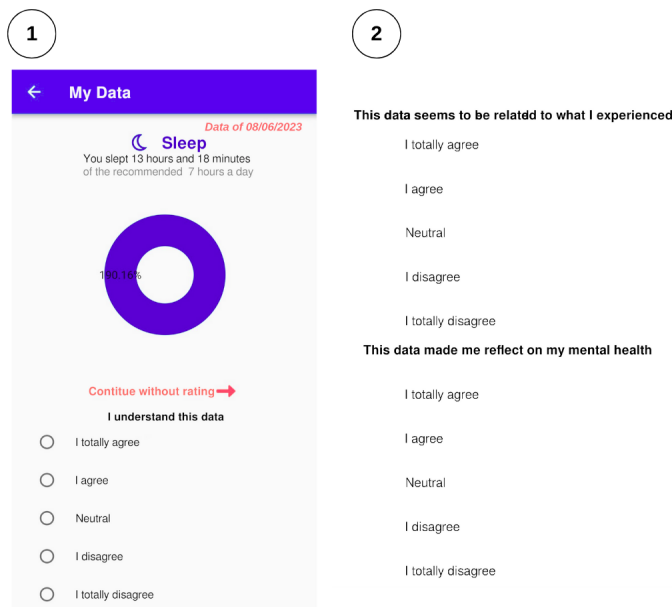 1
My Data
Data of 08/06/2023
Sleep
You slept 13 hours and 18 minutes
of the recommended 7 hours a day
190.16%
Contitue without rating
I understand this data
I totally agree
I agree
Neutral
I disagree
I totally disagree
2
This data seems to be related to what I experienced
I totally agree
I agree
Neutral
I disagree
I totally disagree
This data made me reflect on my mental health
I totally agree
I agree
Neutral
I disagree
I totally disagree